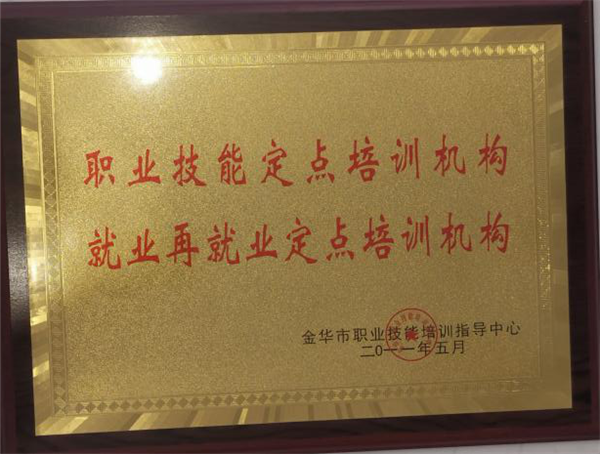 职业技能定点培训机构
就业再就业定点培训机构
金华市职业技能培训指导中心
二0一一年五月